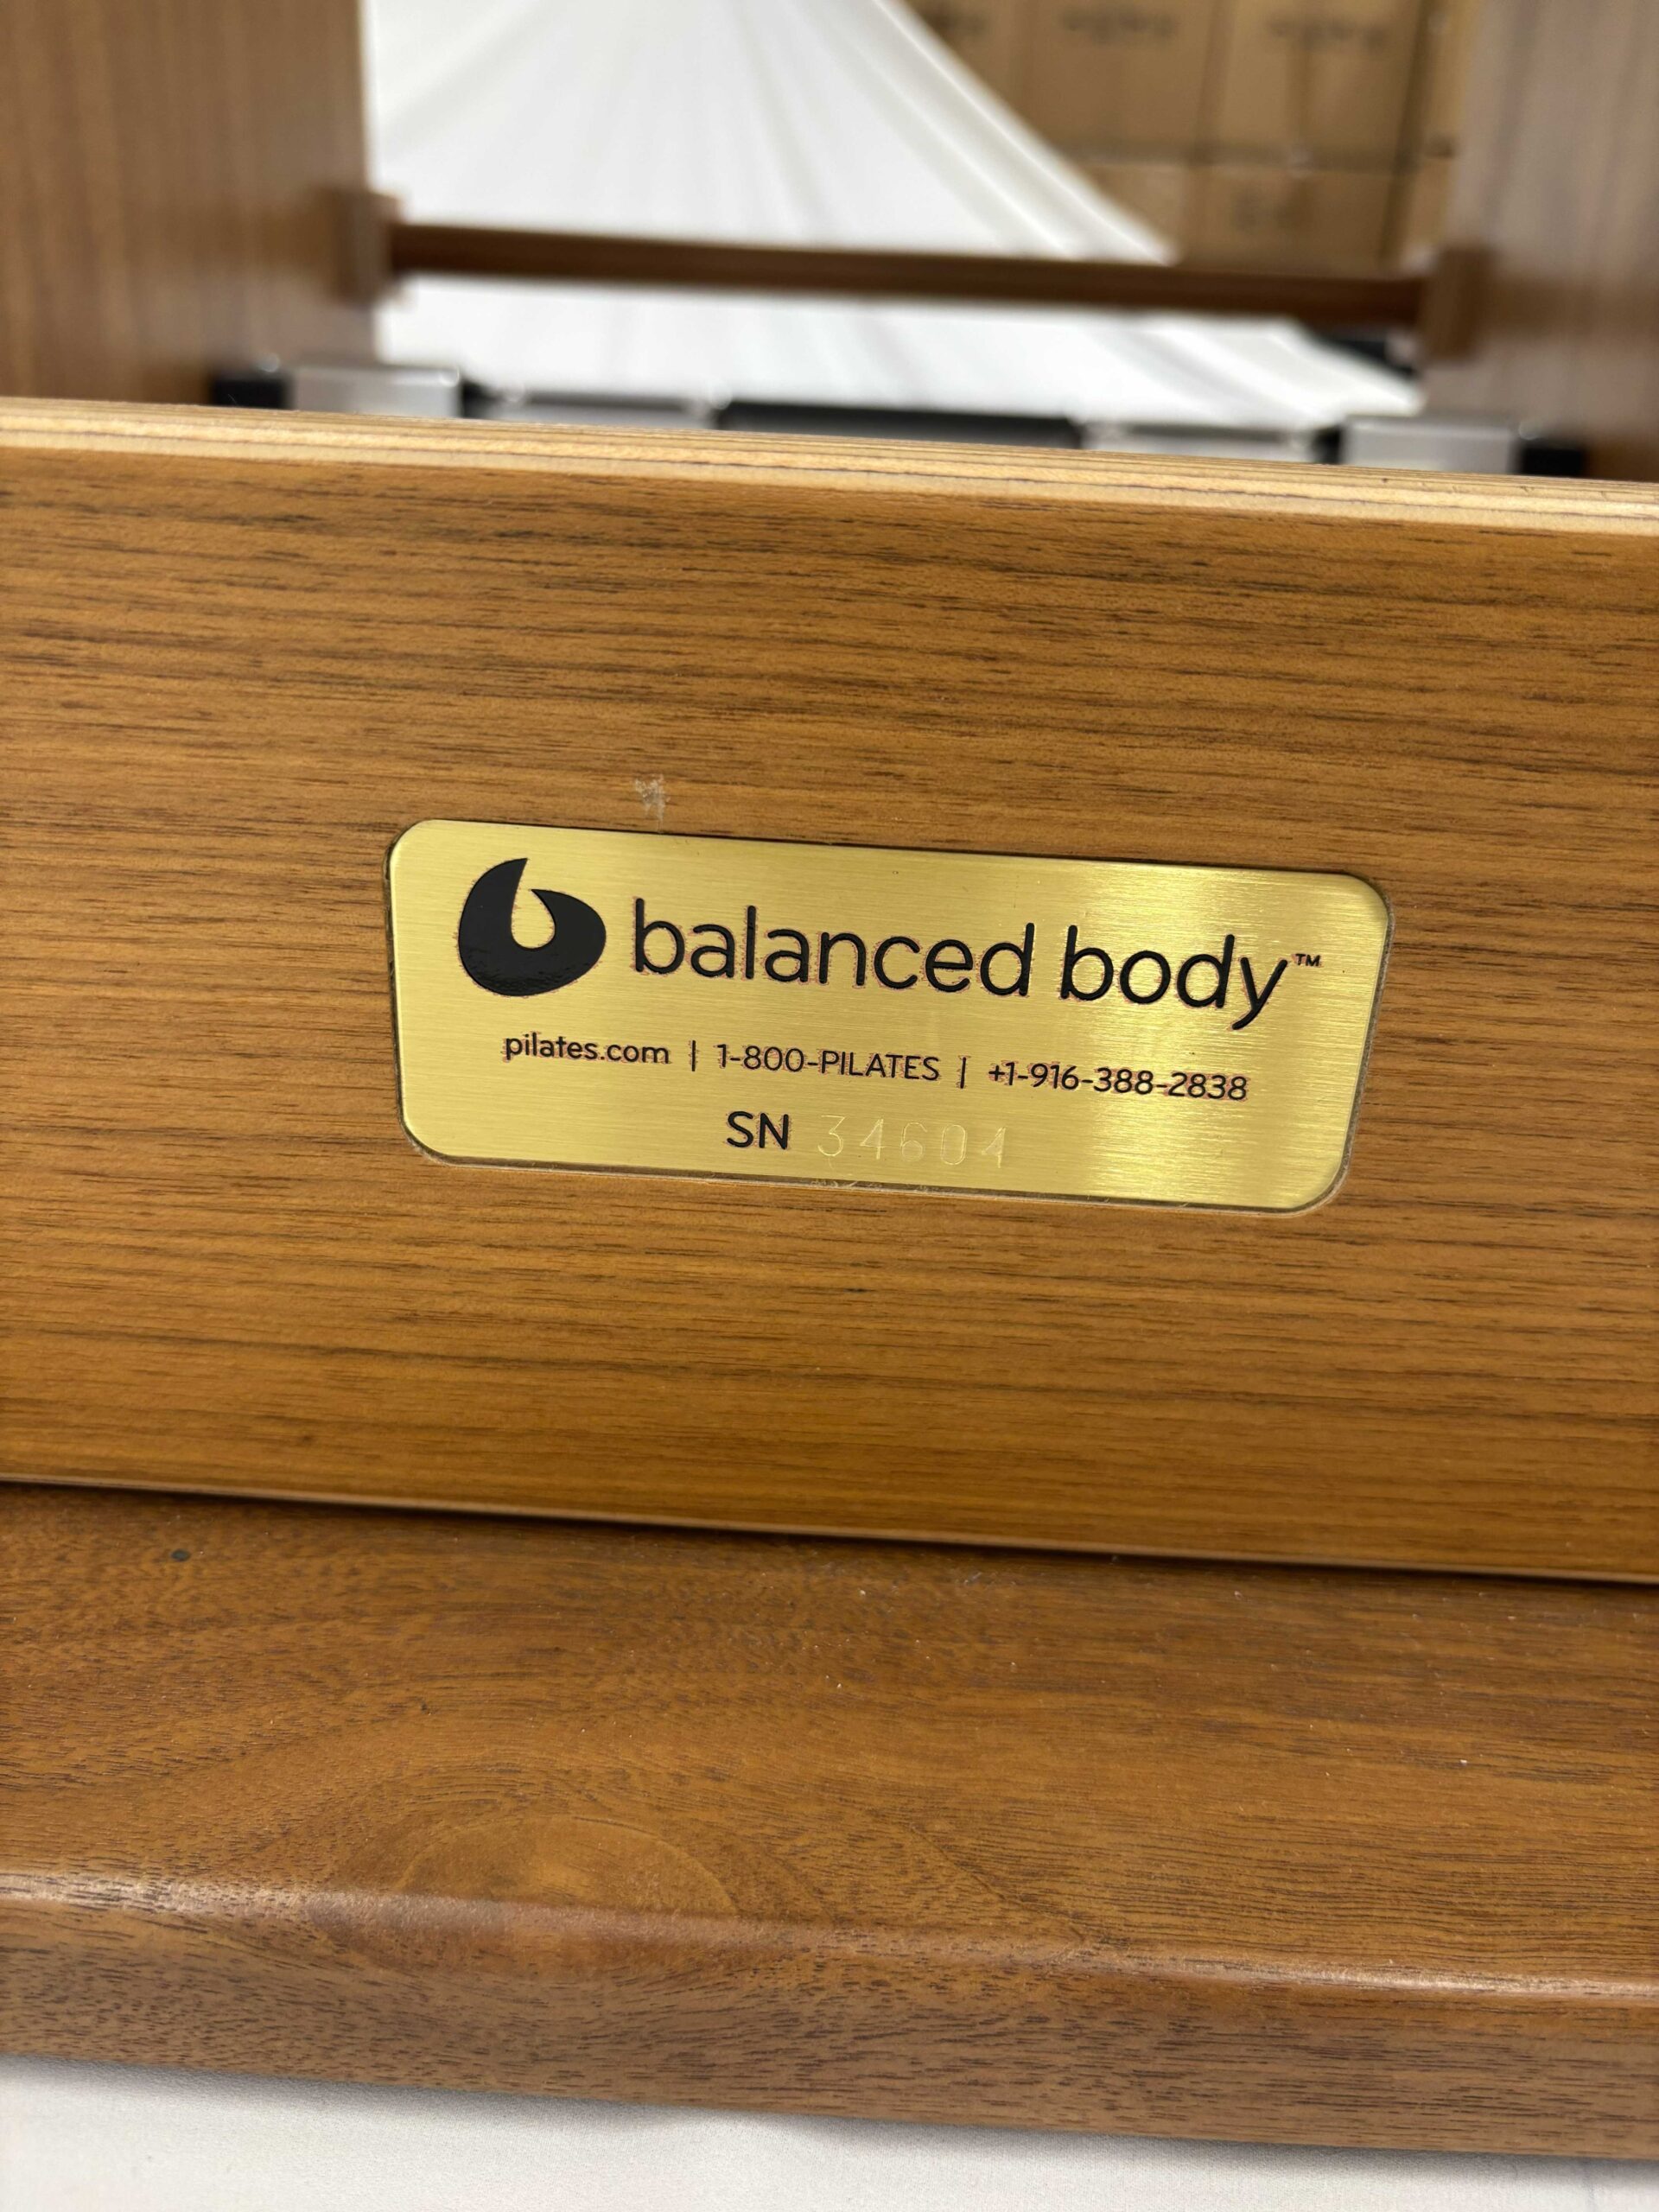 balanced body™
pilates.com | 1-800-PILATES | +1-916-388-2838
SN 34604